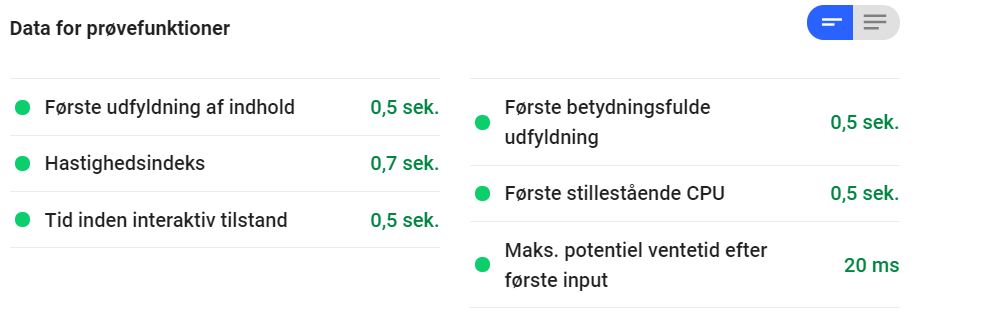 Data for prøvefunktioner
Første udfyldning af indhold 0,5 sek.
Hastighedsindeks 0,7 sek.
Tid inden interaktiv tilstand 0,5 sek.
Første betydningsfulde
udfyldning 0,5 sek.
Første stillestående CPU 0,5 sek.
Maks. potentiel ventetid efter
første input 20 ms